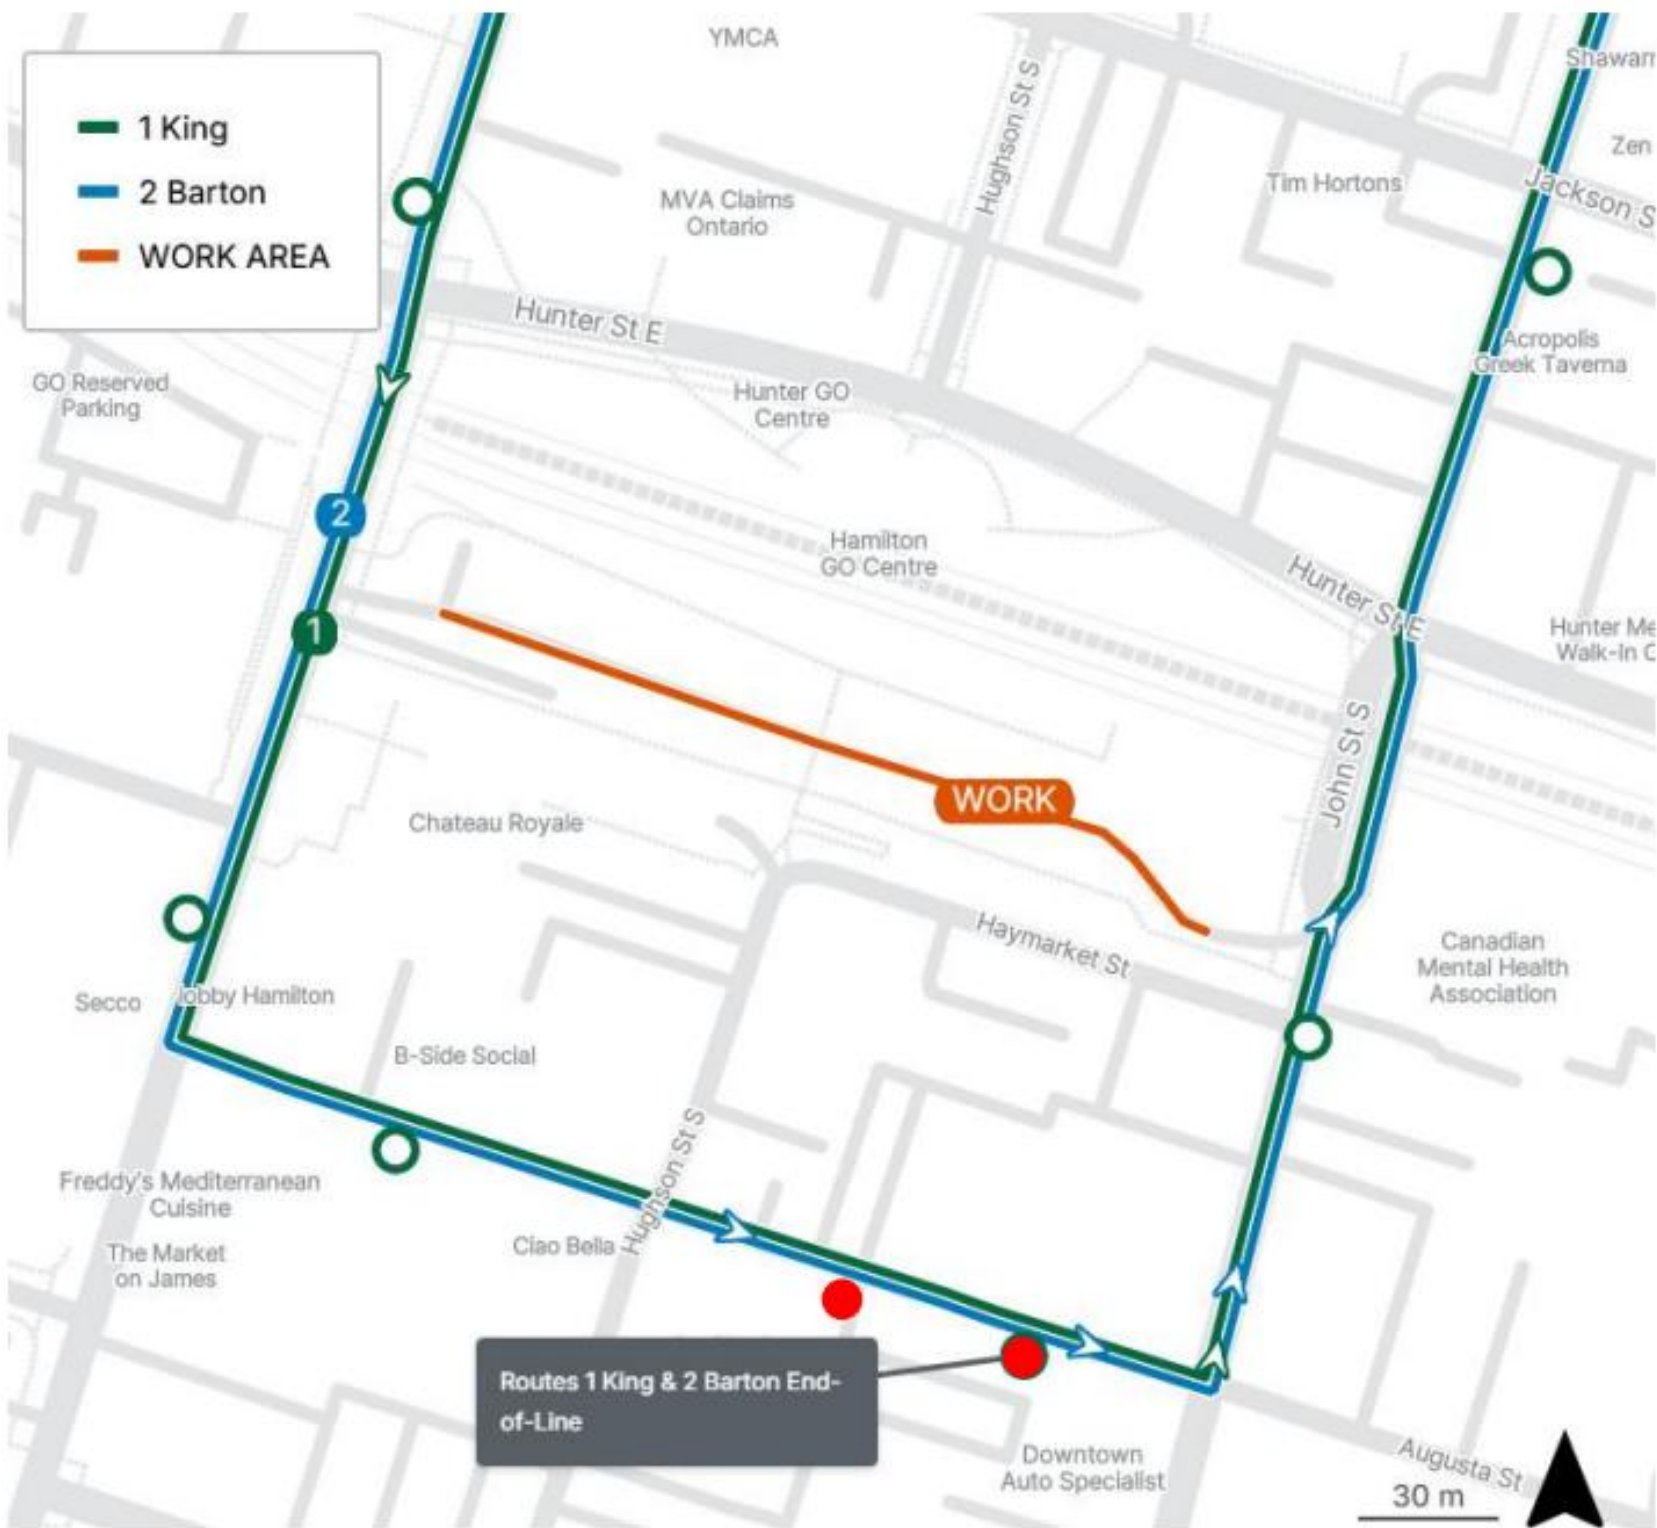 YMCA
Shawarm
1 King
2 Barton
WORK AREA
Hughson St S
Zen
Tim Hortons
Jackson S
MVA Claims
Ontario
Hunter St E
Acropolis
Greek Taverna
GO Reserved
Parking
Hunter GO
Centre
2
Hamilton
GO Centre
Hunter St E
1
Hunter Me
Walk-In C
John St S
WORK
Chateau Royale
Haymarket St
Canadian
Mental Health
Association
Secco
Jobby Hamilton
B-Side Social
Hughson St S
Freddy's Mediterranean
Cuisine
Ciao Bella
The Market
on James
Routes 1 King & 2 Barton End-
of-Line
Downtown
Auto Specialist
Augusta St
30 m